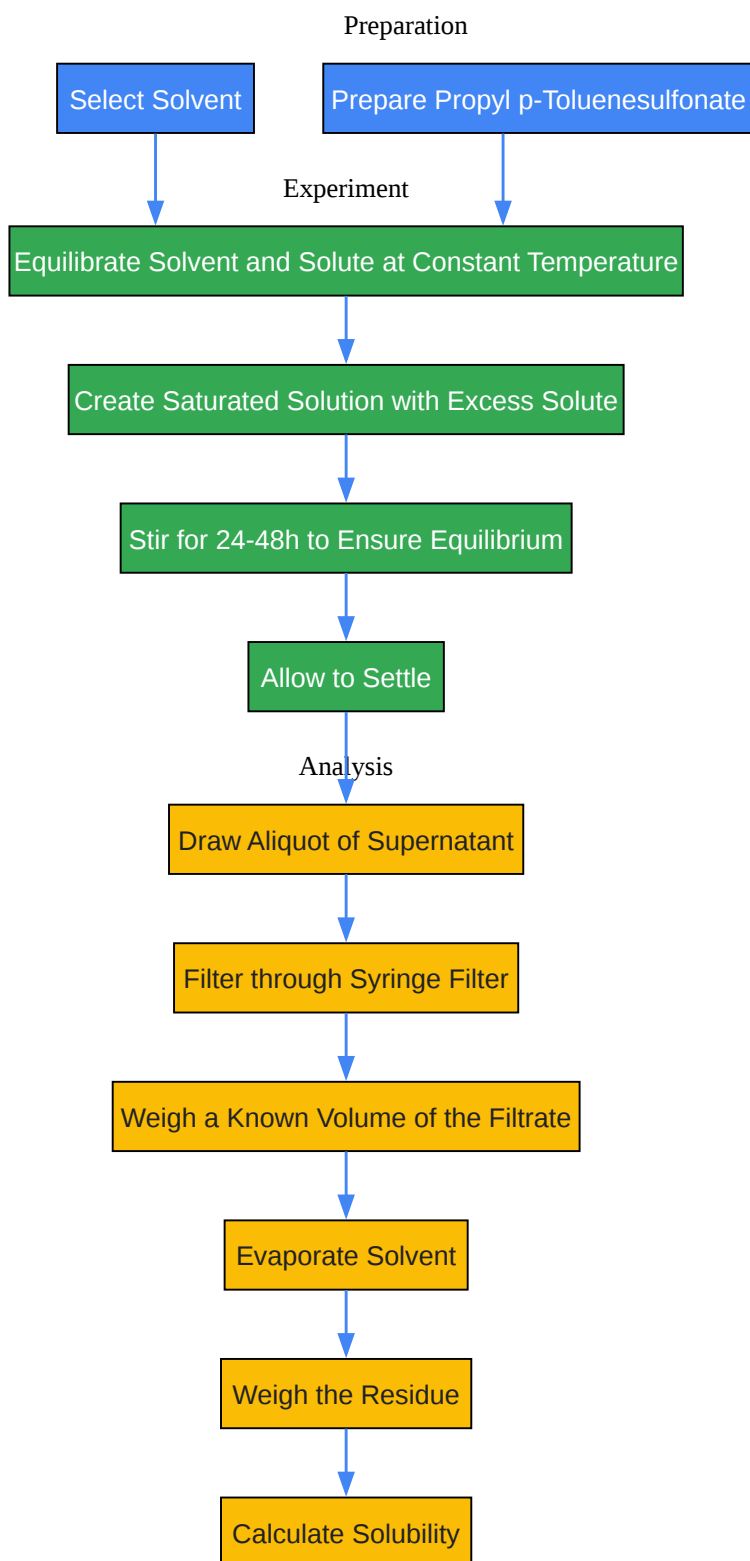 Preparation
Select Solvent
Prepare Propyl p-Toluenesulfonate
Experiment
Equilibrate Solvent and Solute at Constant Temperature
Create Saturated Solution with Excess Solute
Stir for 24-48h to Ensure Equilibrium
Allow to Settle
Analysis
Draw Aliquot of Supernatant
Filter through Syringe Filter
Weigh a Known Volume of the Filtrate
Evaporate Solvent
Weigh the Residue
Calculate Solubility